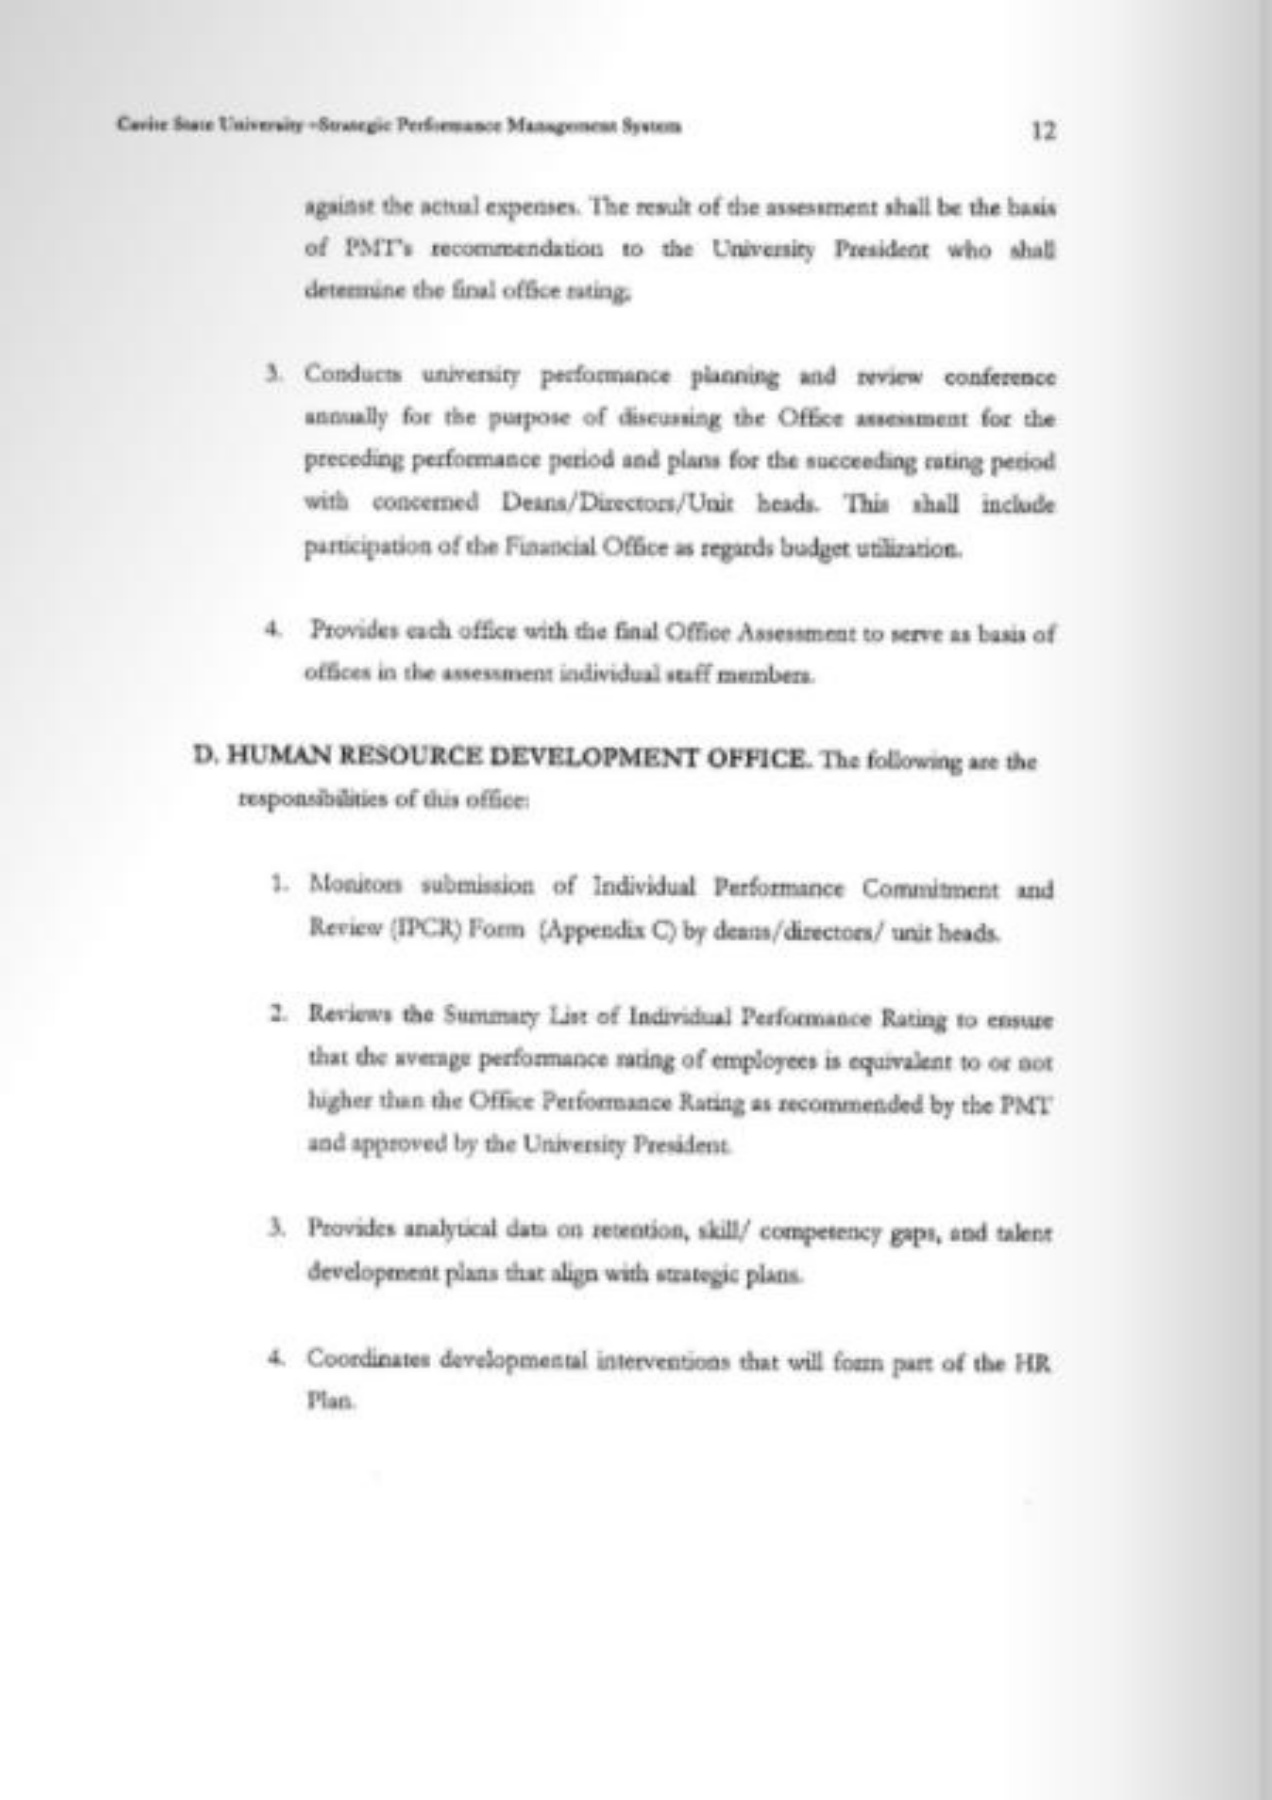 Cavite State University -Strategic Performance Management System
12
against the actual expenses. The result of the assessment shall be the basis
of PMT's recommendation to the University President who shall
determine the final office rating;
3. Conducts university performance planning and review conference
annually for the purpose of discussing the Office assessment for the
preceding performance period and plans for the succeeding rating period
with concerned Deans/Directors/Unit heads. This shall include
participation of the Financial Office as regards budget utilization.
4. Provides each office with the final Office Assessment to serve as basis of
offices in the assessment individual staff members.
D. HUMAN RESOURCE DEVELOPMENT OFFICE. The following are the
responsibilities of this office:
1. Monitors submission of Individual Performance Commitment and
Review (IPCR) Form (Appendix C) by deans/directors/ unit heads.
2. Reviews the Summary List of Individual Performance Rating to ensure
that the average performance rating of employees is equivalent to or not
higher than the Office Performance Rating as recommended by the PMT
and approved by the University President.
3. Provides analytical data on retention, skill/ competency gaps, and talent
development plans that align with strategic plans.
4. Coordinates developmental interventions that will form part of the HR
Plan.